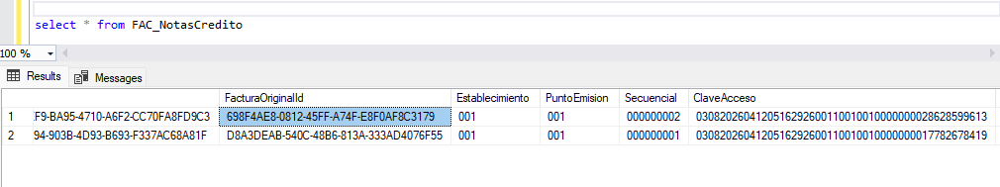 select * from FAC_NotasCredito
100 %
Results Messages
FacturaOriginalId Establecimiento PuntoEmision Secuencial ClaveAcceso
1 F9-BA95-4710-A6F2-CC70FA8FD9C3 698F4AE8-0812-45FF-A74F-E8F0AF8C3179 001 001 000000002 0308202604120516292600110010010000000028628599613
2 94-903B-4D93-B693-F337AC68A81F D8A3DEAB-540C-48B6-813A-333AD4076F55 001 001 000000001 0308202604120516292600110010010000000017782678419